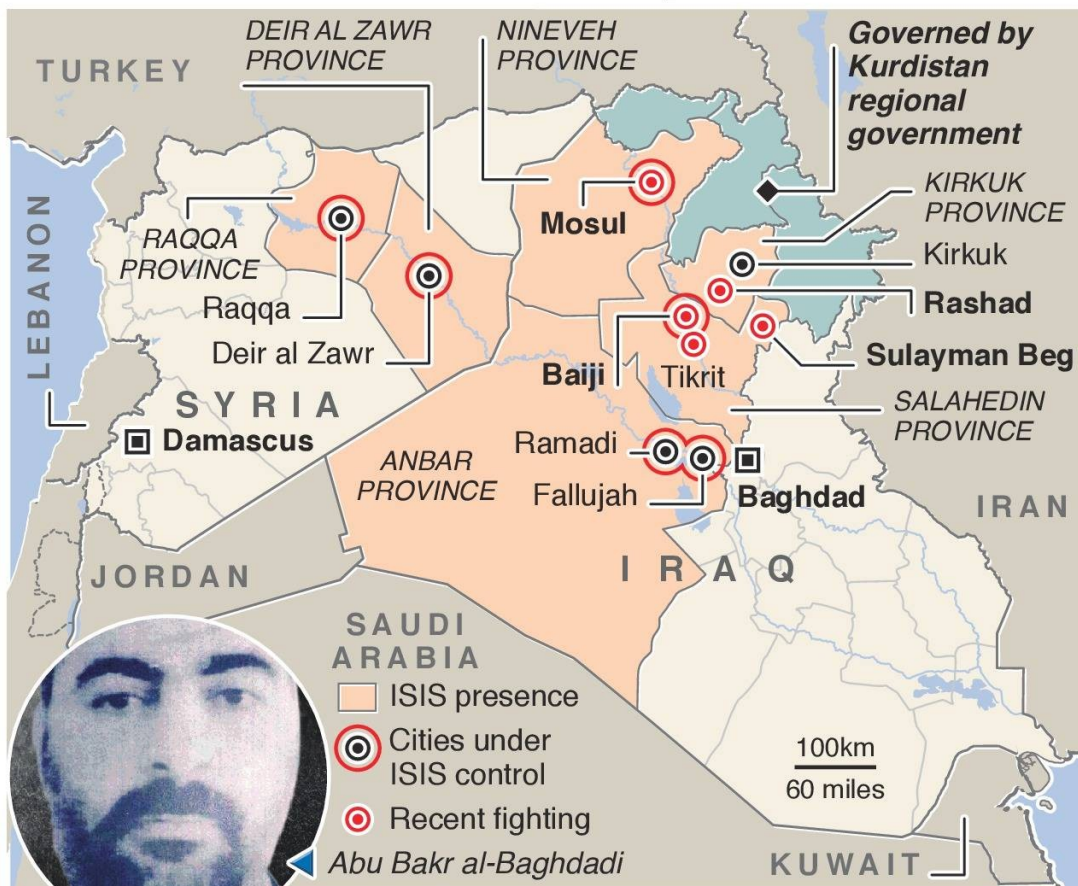 DEIR AL ZAWR
PROVINCE
NINEVEH
PROVINCE
Governed by
Kurdistan
regional
government
TURKEY
KIRKUK
PROVINCE
Mosul
Kirkuk
RAQQA
PROVINCE
Raqqa
Rashad
Deir al Zawr
Sulayman Beg
LEBANON
Baiji
Tikrit
SYRIA
SALAHEDIN
PROVINCE
Damascus
Ramadi
ANBAR
PROVINCE
Fallujah
Baghdad
IRAN
JORDAN
IRAQ
SAUDI
ARABIA
ISIS presence
Cities under
ISIS control
Recent fighting
Abu Bakr al-Baghdadi
100km
60 miles
KUWAIT